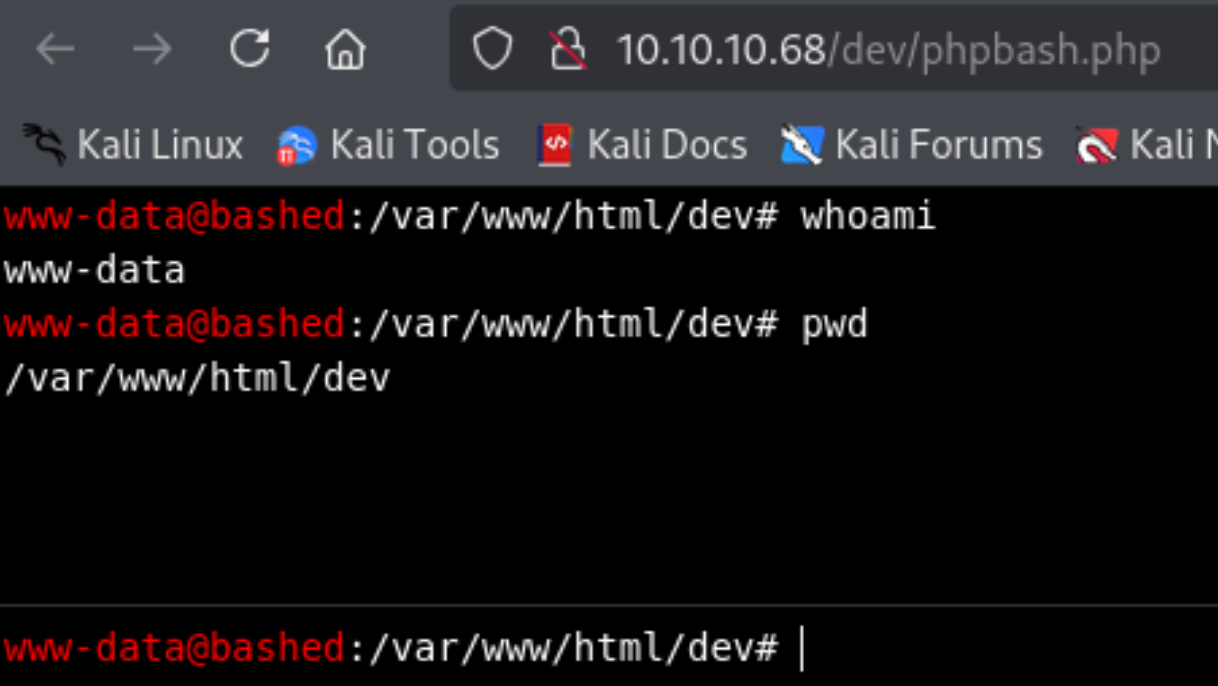 10.10.10.68/dev/phpbash.php
Kali Linux Kali Tools Kali Docs Kali Forums Kali
www-data@bashed:/var/www/html/dev# whoami
www-data
www-data@bashed:/var/www/html/dev# pwd
/var/www/html/dev
www-data@bashed:/var/www/html/dev#